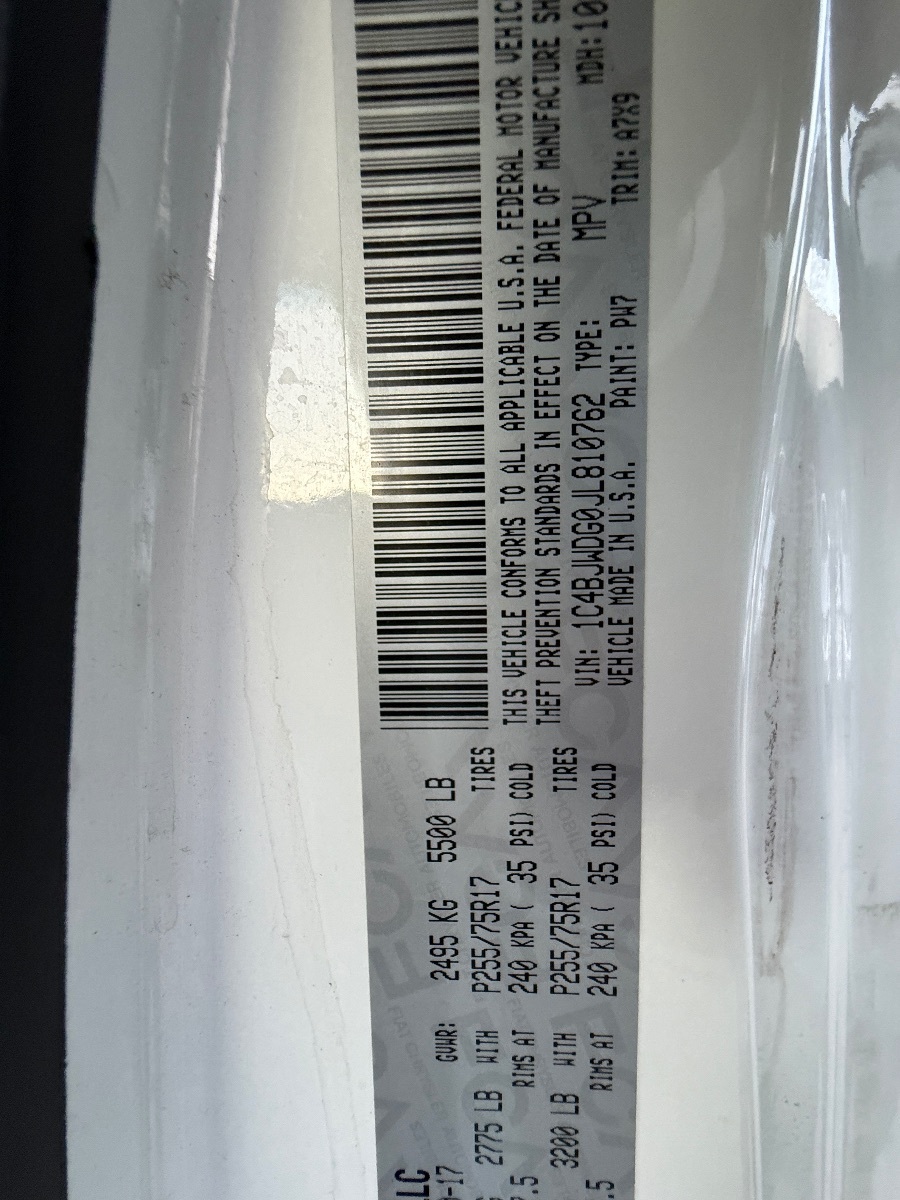 LLC
-17
GVWR: 2495 KG 5500 LB
2775 LB WITH P255/75R17 TIRES
.5 RIMS AT 240 KPA ( 35 PSI) COLD
3200 LB WITH P255/75R17 TIRES
.5 RIMS AT 240 KPA ( 35 PSI) COLD
THIS VEHICLE CONFORMS TO ALL APPLICABLE U.S.A. FEDERAL MOTOR VEHIC
THEFT PREVENTION STANDARDS IN EFFECT ON THE DATE OF MANUFACTURE SH
VIN: 1C4BJWDG0JL810762 TYPE: MPV MDH: 10
VEHICLE MADE IN U.S.A. PAINT: PW7 TRIM: A7X9